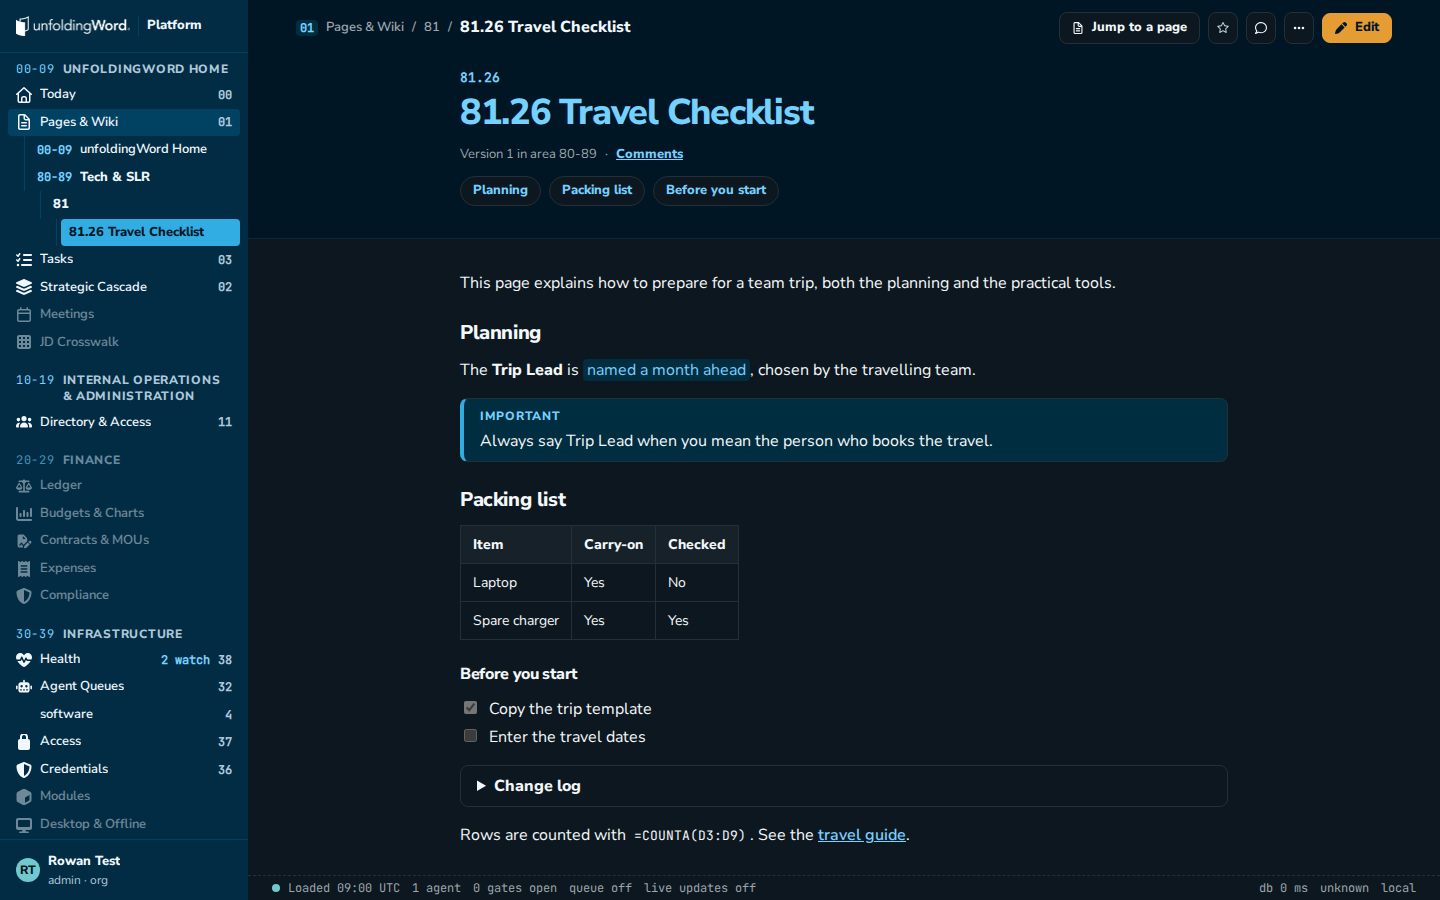 unfoldingWord. Platform
00-09 UNFOLDINGWORD HOME
Today 00
Pages & Wiki 01
00-09 unfoldingWord Home
80-89 Tech & SLR
81
81.26 Travel Checklist
Tasks 03
Strategic Cascade 02
Meetings
JD Crosswalk
10-19 INTERNAL OPERATIONS
& ADMINISTRATION
Directory & Access 11
20-29 FINANCE
Ledger
Budgets & Charts
Contracts & MOUs
Expenses
Compliance
30-39 INFRASTRUCTURE
Health 2 watch 38
Agent Queues 32
software 4
Access 37
Credentials 36
Modules
Desktop & Offline
RT Rowan Test
admin · org
01 Pages & Wiki / 81 / 81.26 Travel Checklist
Jump to a page
Edit
81.26
81.26 Travel Checklist
Version 1 in area 80-89 · Comments
Planning Packing list Before you start
This page explains how to prepare for a team trip, both the planning and the practical tools.
Planning
The Trip Lead is named a month ahead, chosen by the travelling team.
IMPORTANT
Always say Trip Lead when you mean the person who books the travel.
Packing list
Item Carry-on Checked
Laptop Yes No
Spare charger Yes Yes
Before you start
Copy the trip template
Enter the travel dates
Change log
Rows are counted with =COUNTA(D3:D9). See the travel guide.
Loaded 09:00 UTC 1 agent 0 gates open queue off live updates off db 0 ms unknown local